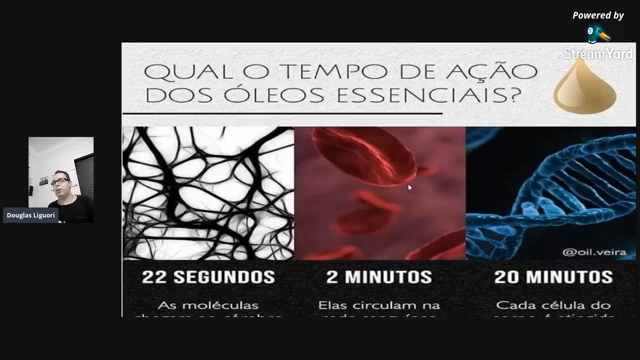 Powered by
StreamYard
QUAL O TEMPO DE AÇÃO
DOS ÓLEOS ESSENCIAIS?
Douglas Liguori
@oil.veira
22 SEGUNDOS
2 MINUTOS
20 MINUTOS
As moléculas
Elas circulam na
Cada célula do